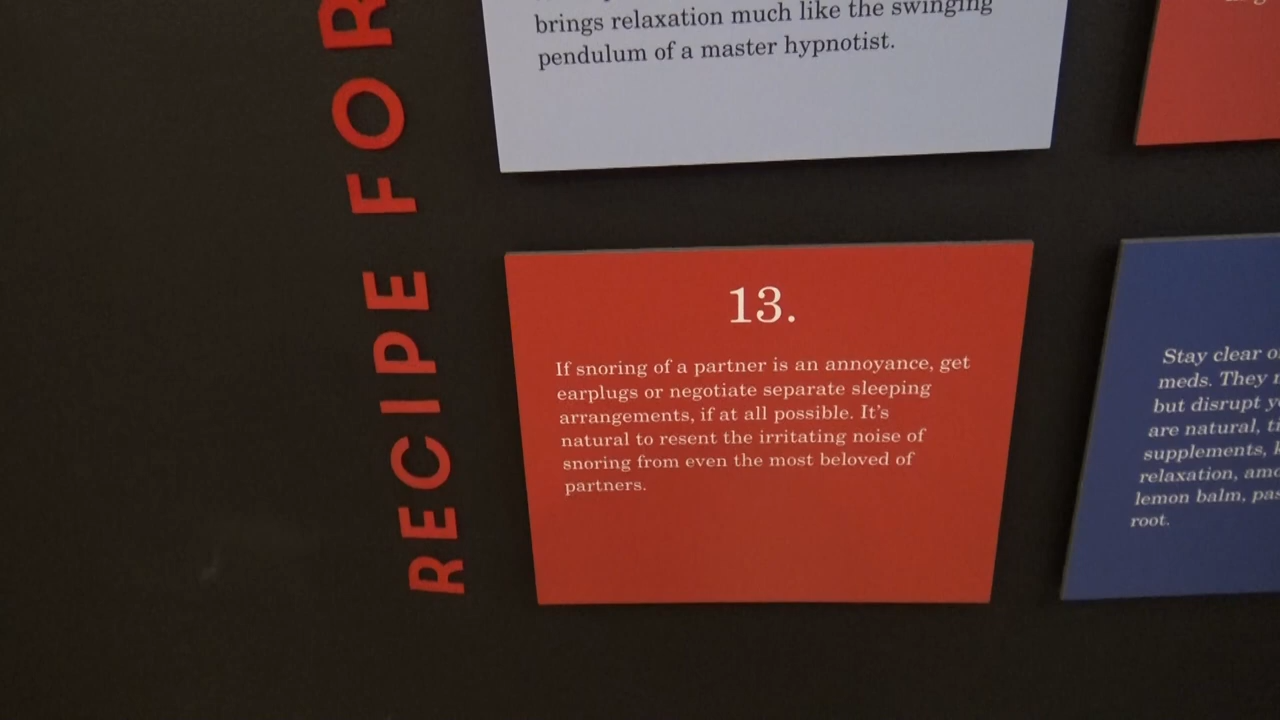 RECIPE FOR
brings relaxation much like the swinging
pendulum of a master hypnotist.
13.
If snoring of a partner is an annoyance, get
earplugs or negotiate separate sleeping
arrangements, if at all possible. It's
natural to resent the irritating noise of
snoring from even the most beloved of
partners.
Stay clear
meds. They
but disrupt
are natural,
supplements,
relaxation,
lemon balm,
root.